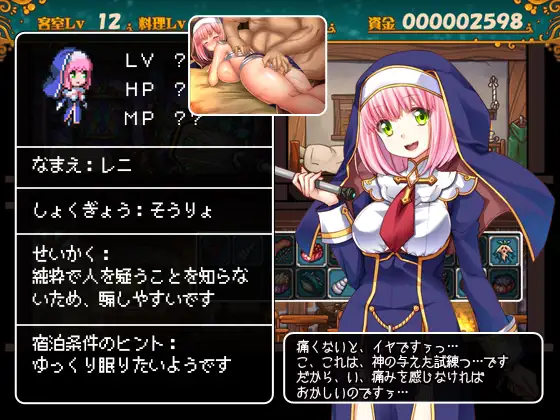 客室Lv 12 料理Lv
資金 000002598
LV ?
HP ?
MP ??
なまえ：レニ
しょくぎょう：そうりょ
せいかく：
純粋で人を疑うことを知らな
いため、騙しやすいです
宿泊条件のヒント：
ゆっくり眠りたいようです
痛くないと、イヤですぅっ…
こ、これは、神の与えた試練っ…です
だから、い、痛みを感じなければ
おかしいのですぅ…